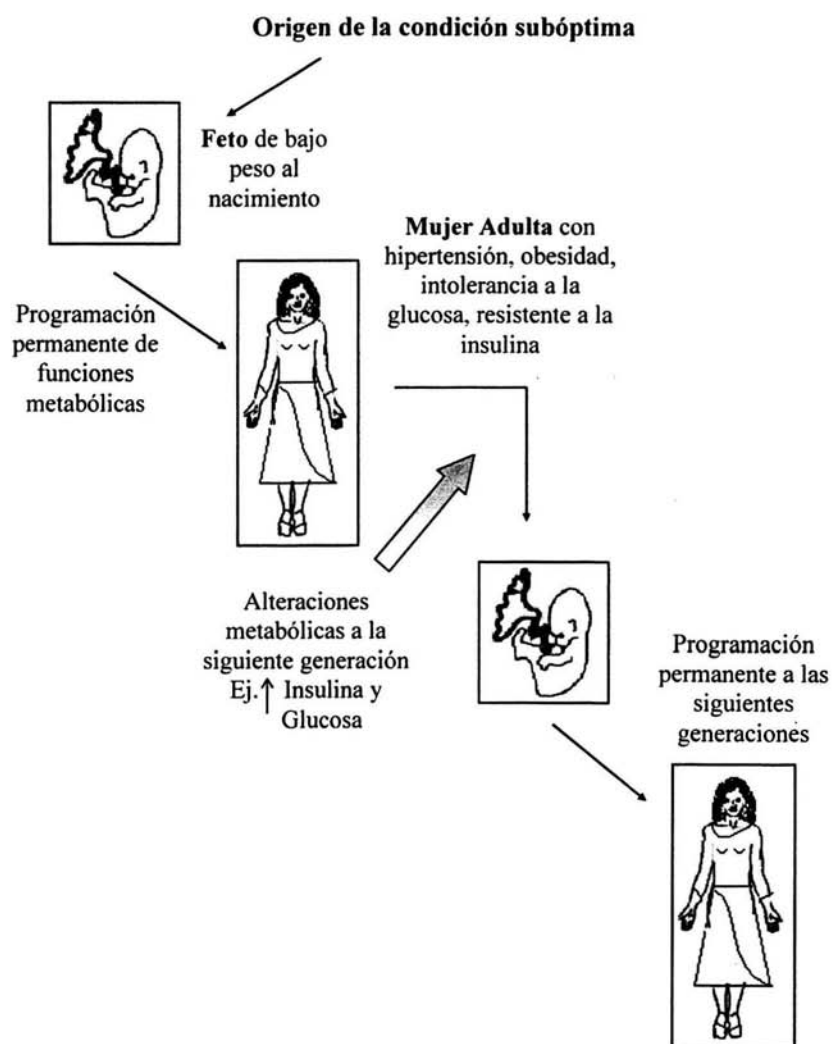 Origen de la condición subóptima
Feto de bajo
peso al
nacimiento
Mujer Adulta con
hipertensión, obesidad,
intolerancia a la
glucosa, resistente a la
insulina
Programación
permanente de
funciones
metabólicas
Alteraciones
metabólicas a la
siguiente generación
Ej.↑ Insulina y
Glucosa
Programación
permanente a las
siguientes
generaciones